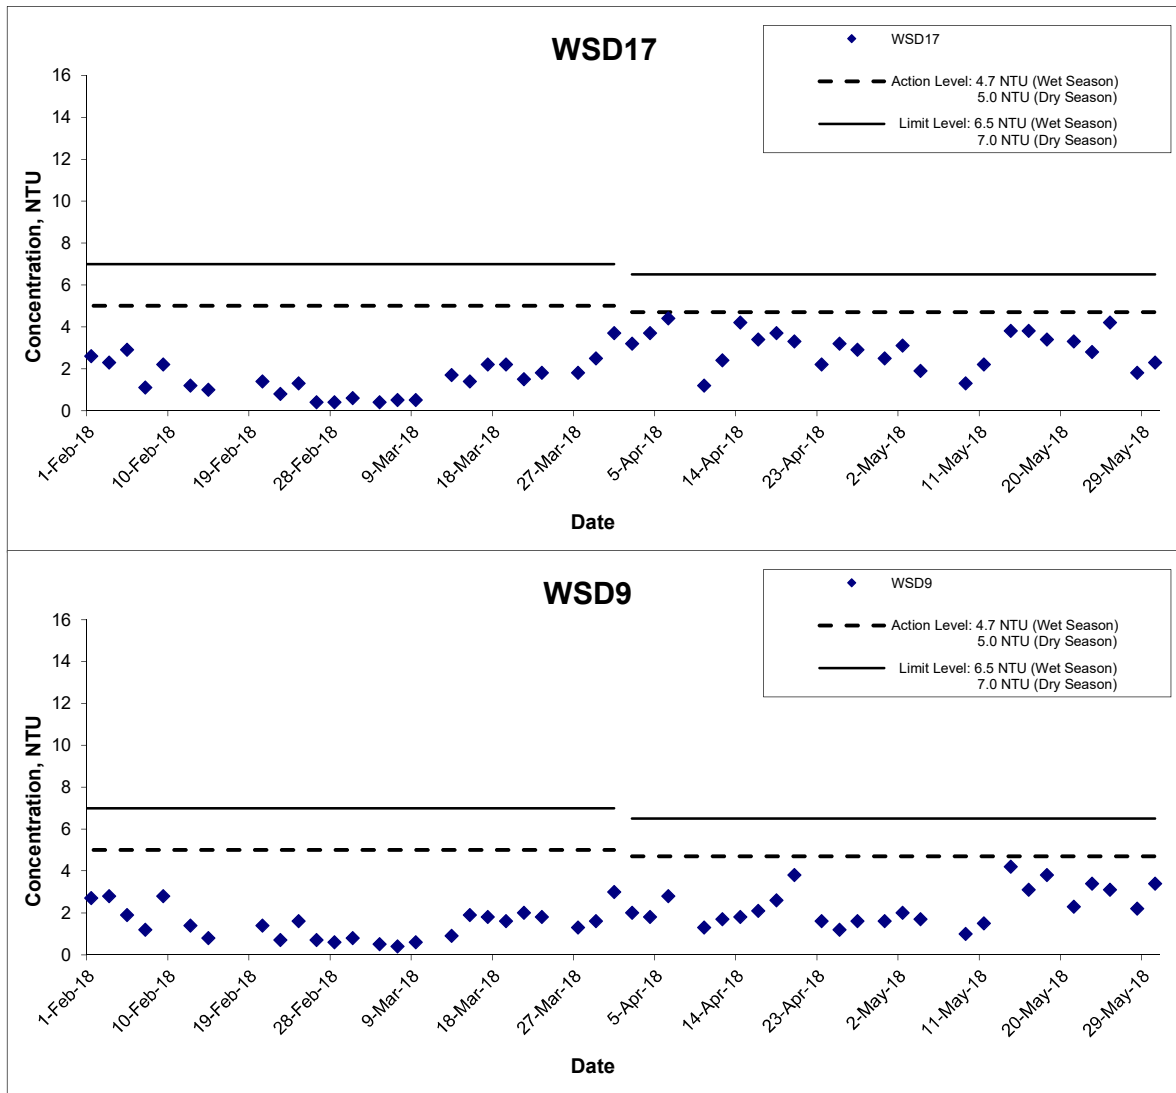 WSD17
WSD17
Action Level: 4.7 NTU (Wet Season)
5.0 NTU (Dry Season)
Limit Level: 6.5 NTU (Wet Season)
7.0 NTU (Dry Season)
Concentration, NTU
16
14
12
10
8
6
4
2
0
1-Feb-18
10-Feb-18
19-Feb-18
28-Feb-18
9-Mar-18
18-Mar-18
27-Mar-18
5-Apr-18
14-Apr-18
23-Apr-18
2-May-18
11-May-18
20-May-18
29-May-18
Date
WSD9
WSD9
Action Level: 4.7 NTU (Wet Season)
5.0 NTU (Dry Season)
Limit Level: 6.5 NTU (Wet Season)
7.0 NTU (Dry Season)
Concentration, NTU
16
14
12
10
8
6
4
2
0
1-Feb-18
10-Feb-18
19-Feb-18
28-Feb-18
9-Mar-18
18-Mar-18
27-Mar-18
5-Apr-18
14-Apr-18
23-Apr-18
2-May-18
11-May-18
20-May-18
29-May-18
Date